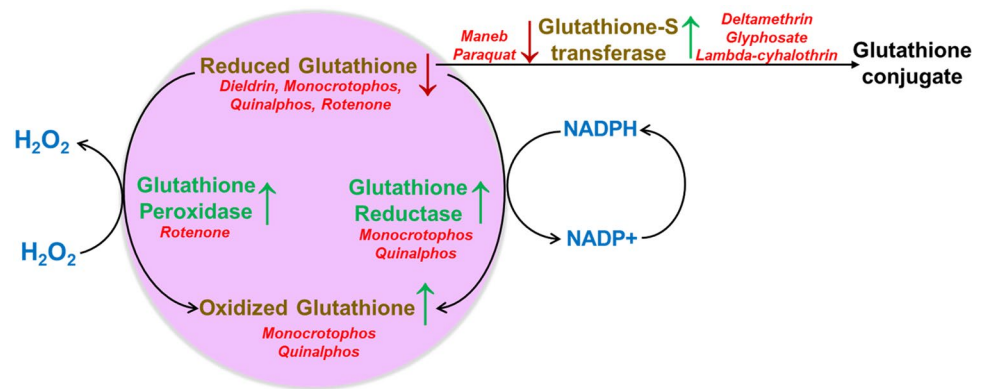 Maneb
Paraquat
Glutathione-S
transferase
Deltamethrin
Glyphosate
Lambda-cyhalothrin
Glutathione
conjugate
Reduced Glutathione
Dieldrin, Monocrotophos,
Quinalphos, Rotenone
H₂O₂
H₂O₂
Glutathione
Peroxidase
Rotenone
Glutathione
Reductase
Monocrotophos
Quinalphos
NADPH
NADP+
Oxidized Glutathione
Monocrotophos
Quinalphos